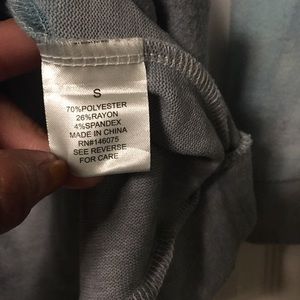 S
70%POLYESTER
26%RAYON
4%SPANDEX
MADE IN CHINA
RN#146075
SEE REVERSE
FOR CARE